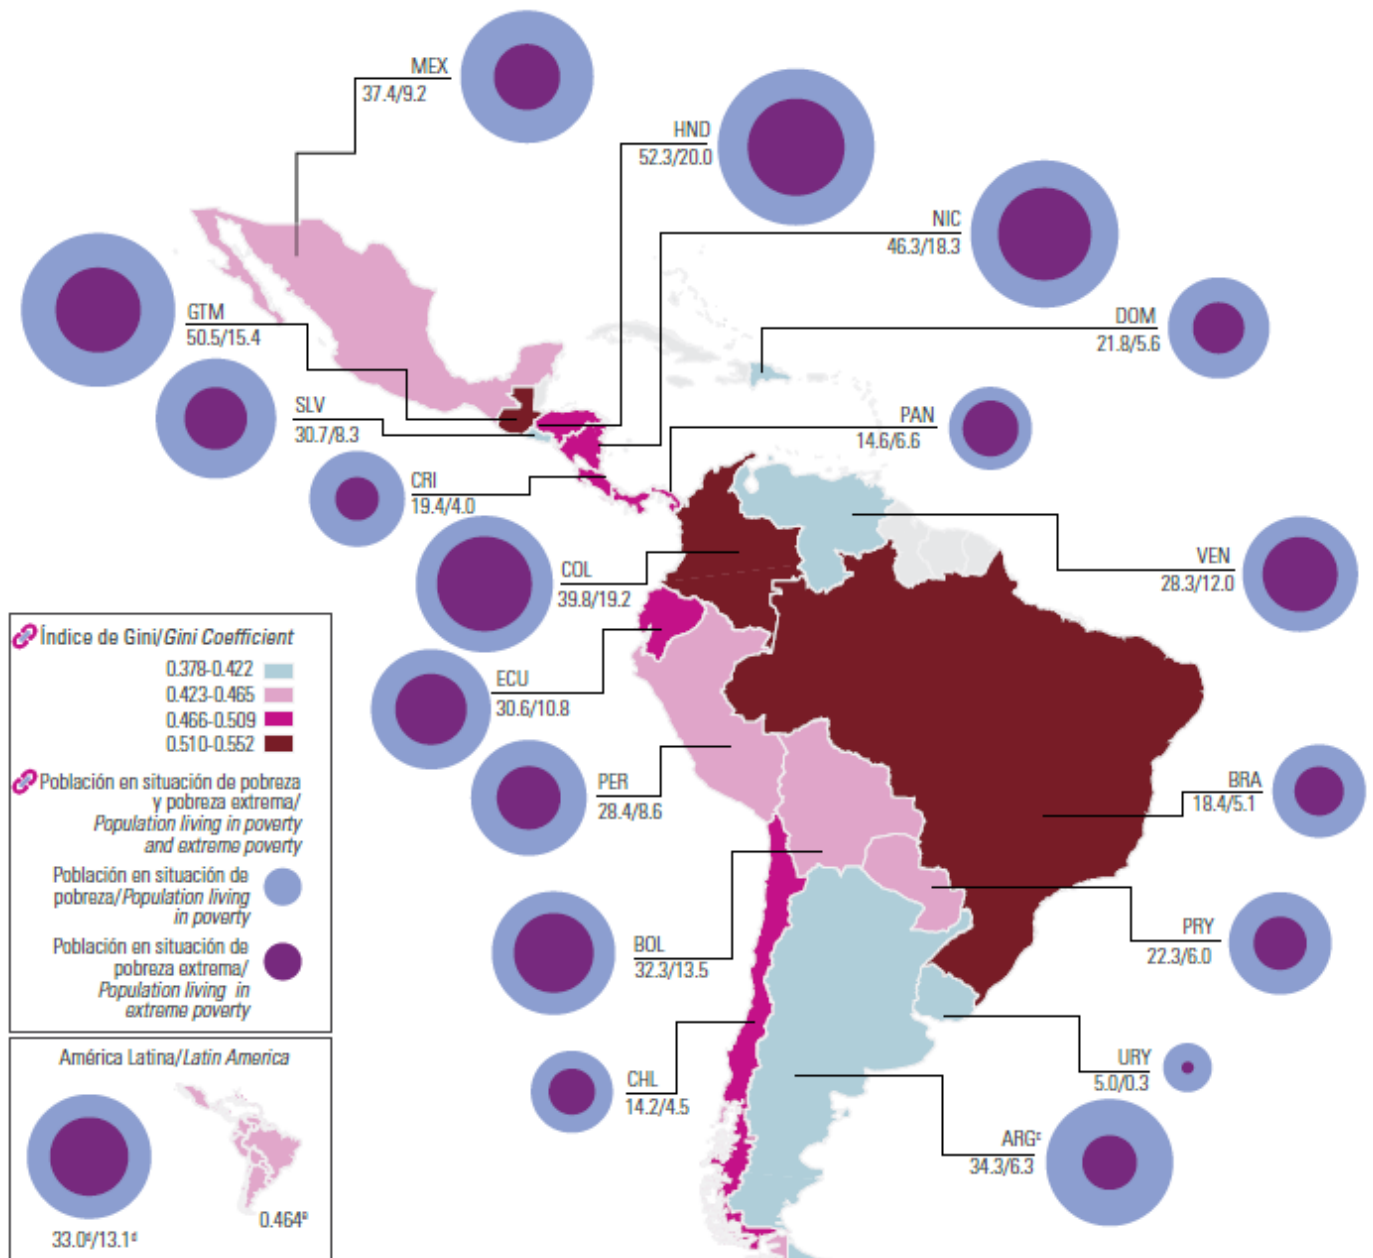 MEX
37.4/9.2
HND
52.3/20.0
NIC
46.3/18.3
GTM
50.5/15.4
DOM
21.8/5.6
SLV
30.7/8.3
PAN
14.6/6.6
CRI
19.4/4.0
COL
39.8/19.2
VEN
28.3/12.0
ECU
30.6/10.8
PER
28.4/8.6
BRA
18.4/5.1
BOL
32.3/13.5
PRY
22.3/6.0
CHL
14.2/4.5
URY
5.0/0.3
ARGᶜ
34.3/6.3
Índice de Gini/Gini Coefficient
0.378-0.422
0.423-0.465
0.466-0.509
0.510-0.552
Población en situación de pobreza
y pobreza extrema/
Population living in poverty
and extreme poverty
Población en situación de
pobreza/Population living
in poverty
Población en situación de
pobreza extrema/
Population living in
extreme poverty
América Latina/Latin America
0.464ᵉ
33.0ᵈ/13.1ᵈ